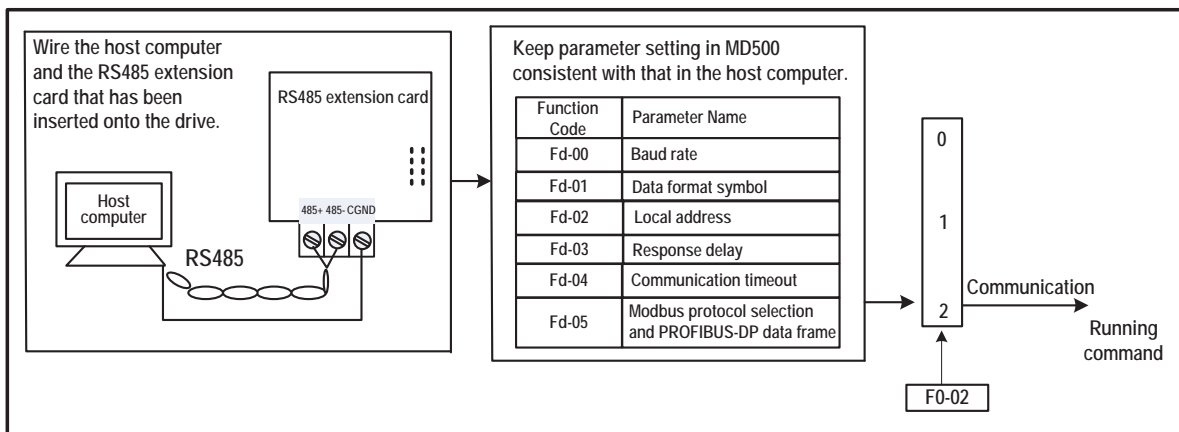 Wire the host computer
and the RS485 extension
card that has been
inserted onto the drive.
RS485 extension card
485+ 485- CGND
Host
computer
RS485
Keep parameter setting in MD500
consistent with that in the host computer.
Function
Code
Parameter Name
Fd-00 Baud rate
Fd-01 Data format symbol
Fd-02 Local address
Fd-03 Response delay
Fd-04 Communication timeout
Fd-05 Modbus protocol selection
and PROFIBUS-DP data frame
0
1
2
Communication
Running
command
F0-02